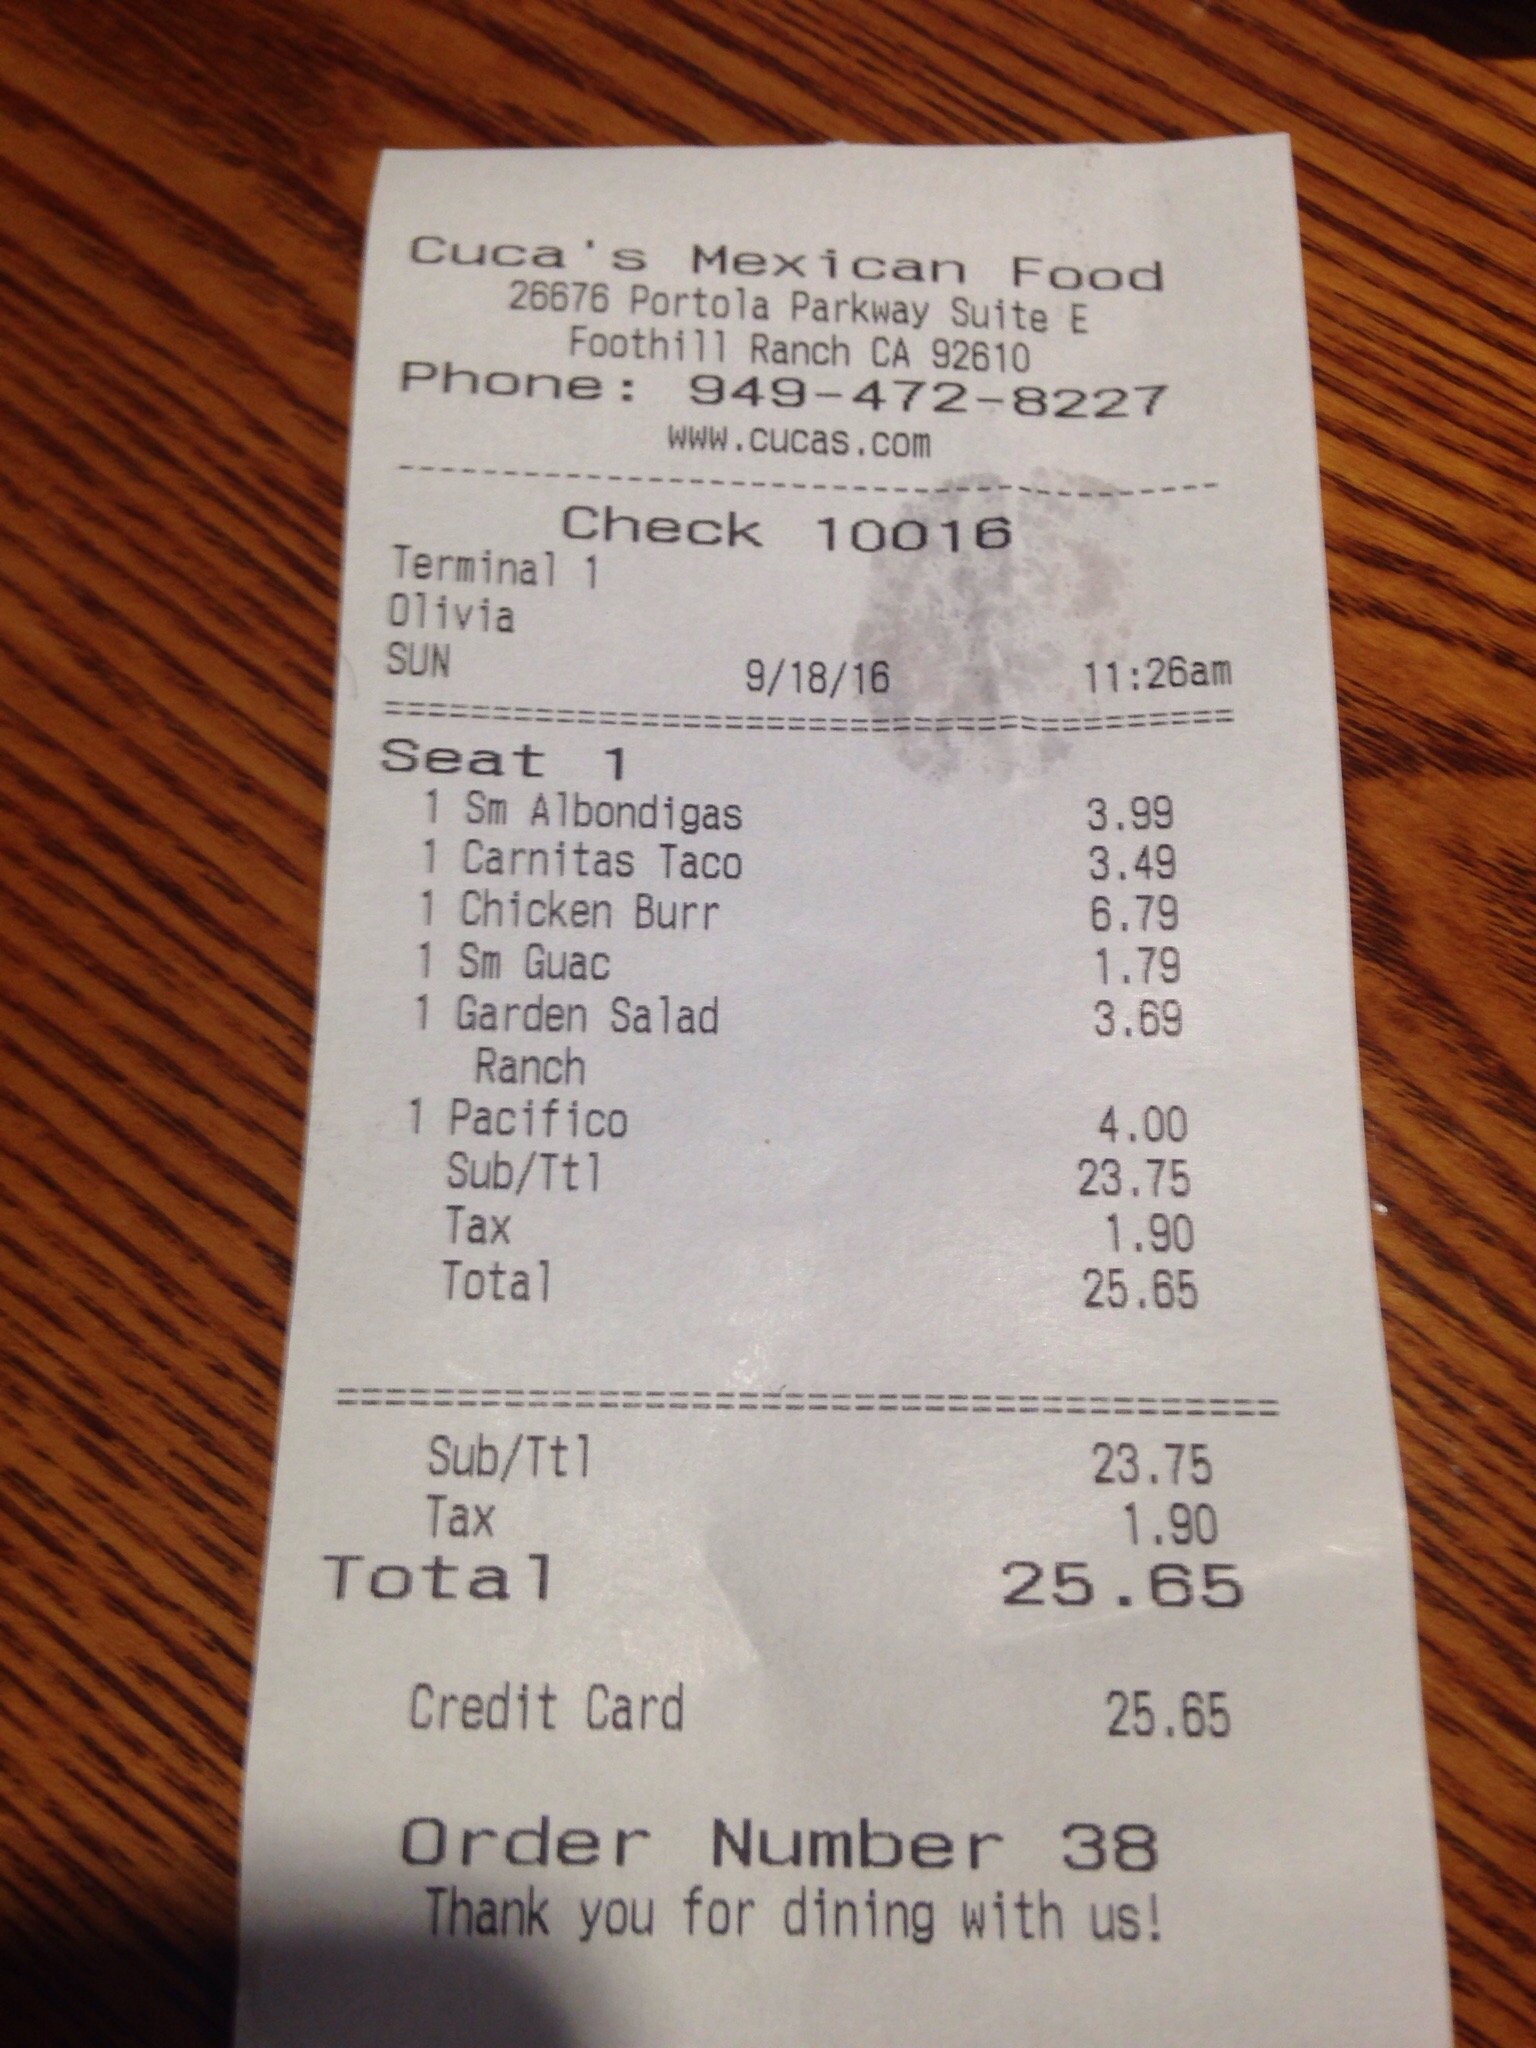 Cuca's Mexican Food
26676 Portola Parkway Suite E
Foothill Ranch CA 92610
Phone: 949-472-8227
www.cucas.com
----------------------------------------
Check 10016
Terminal 1
Olivia
SUN 9/18/16 11:26am
========================================
Seat 1
1 Sm Albondigas 3.99
1 Carnitas Taco 3.49
1 Chicken Burr 6.79
1 Sm Guac 1.79
1 Garden Salad 3.69
Ranch
1 Pacifico 4.00
Sub/Ttl 23.75
Tax 1.90
Total 25.65
========================================
Sub/Ttl 23.75
Tax 1.90
Total 25.65
Credit Card 25.65
Order Number 38
Thank you for dining with us!